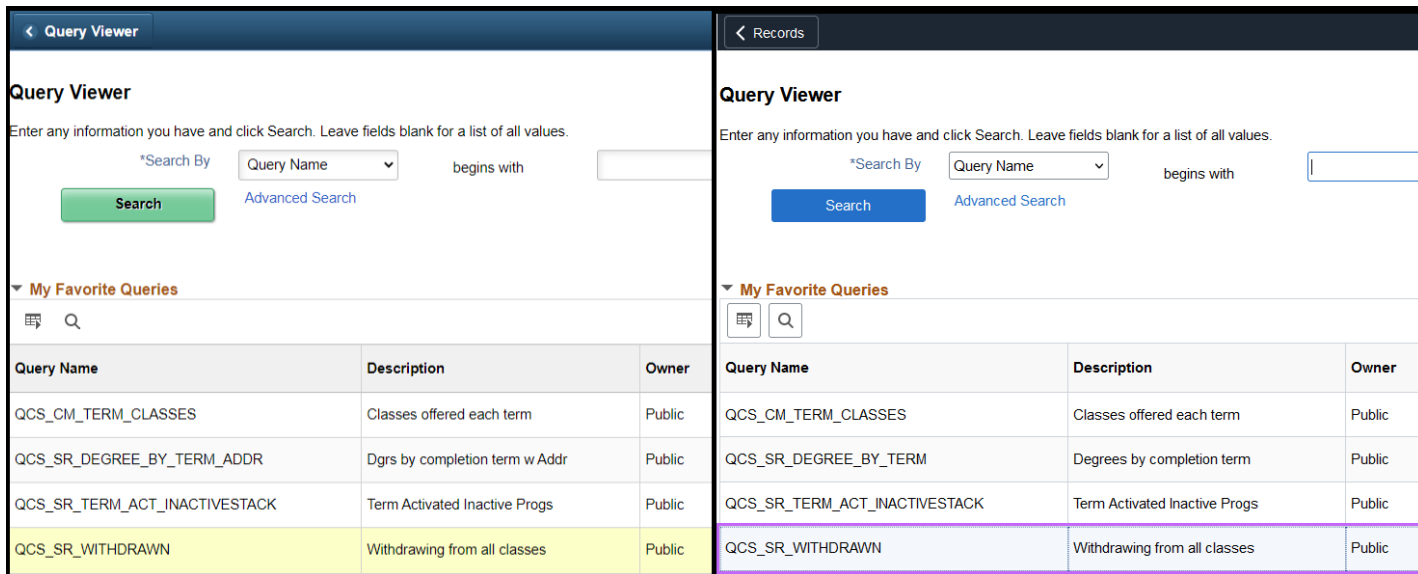 Query Viewer
Query Viewer
Enter any information you have and click Search. Leave fields blank for a list of all values.
*Search By Query Name begins with
Search Advanced Search
My Favorite Queries
Query Name Description Owner
QCS_CM_TERM_CLASSES Classes offered each term Public
QCS_SR_DEGREE_BY_TERM_ADDR Dgrs by completion term w Addr Public
QCS_SR_TERM_ACT_INACTIVESTACK Term Activated Inactive Progs Public
QCS_SR_WITHDRAWN Withdrawing from all classes Public
Records
Query Viewer
Enter any information you have and click Search. Leave fields blank for a list of all values.
*Search By Query Name begins with
Search Advanced Search
My Favorite Queries
Query Name Description Owner
QCS_CM_TERM_CLASSES Classes offered each term Public
QCS_SR_DEGREE_BY_TERM Degrees by completion term Public
QCS_SR_TERM_ACT_INACTIVESTACK Term Activated Inactive Progs Public
QCS_SR_WITHDRAWN Withdrawing from all classes Public